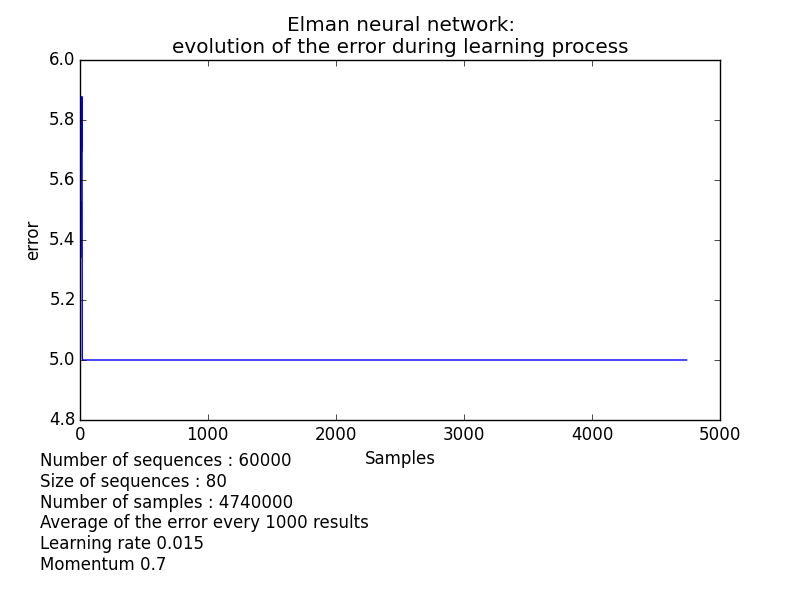 Elman neural network:
evolution of the error during learning process
6.0
5.8
5.6
5.4
5.2
5.0
4.8
error
0 1000 2000 3000 4000 5000
Samples
Number of sequences : 60000
Size of sequences : 80
Number of samples : 4740000
Average of the error every 1000 results
Learning rate 0.015
Momentum 0.7